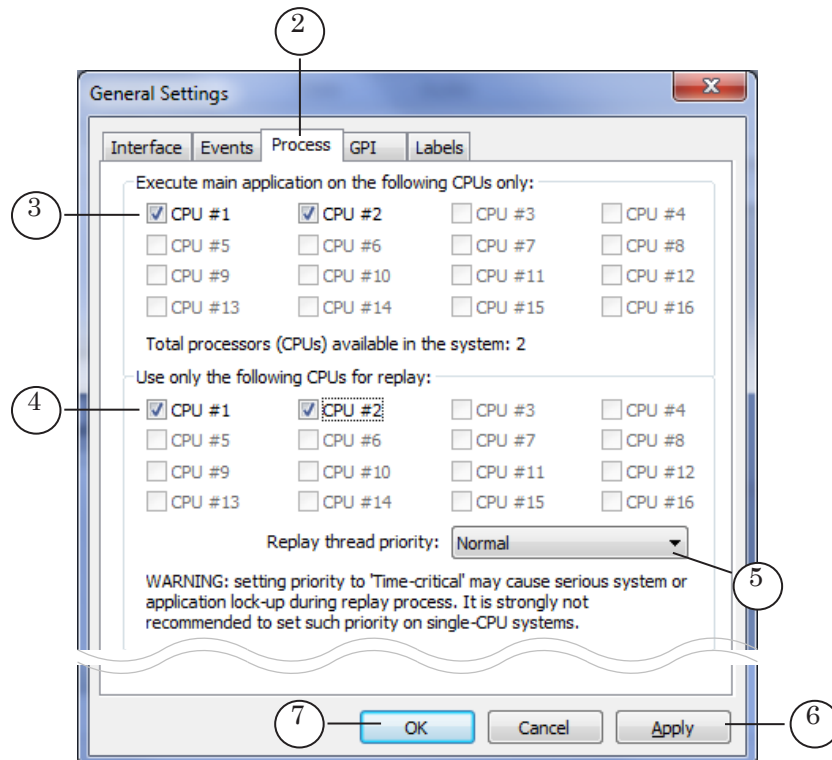 2
General Settings
Interface Events Process GPI Labels
Execute main application on the following CPUs only:
3 CPU #1 CPU #2 CPU #3 CPU #4
CPU #5 CPU #6 CPU #7 CPU #8
CPU #9 CPU #10 CPU #11 CPU #12
CPU #13 CPU #14 CPU #15 CPU #16
Total processors (CPUs) available in the system: 2
Use only the following CPUs for replay:
4 CPU #1 CPU #2 CPU #3 CPU #4
CPU #5 CPU #6 CPU #7 CPU #8
CPU #9 CPU #10 CPU #11 CPU #12
CPU #13 CPU #14 CPU #15 CPU #16
Replay thread priority: Normal
5
WARNING: setting priority to 'Time-critical' may cause serious system or
application lock-up during replay process. It is strongly not
recommended to set such priority on single-CPU systems.
7 OK Cancel Apply 6